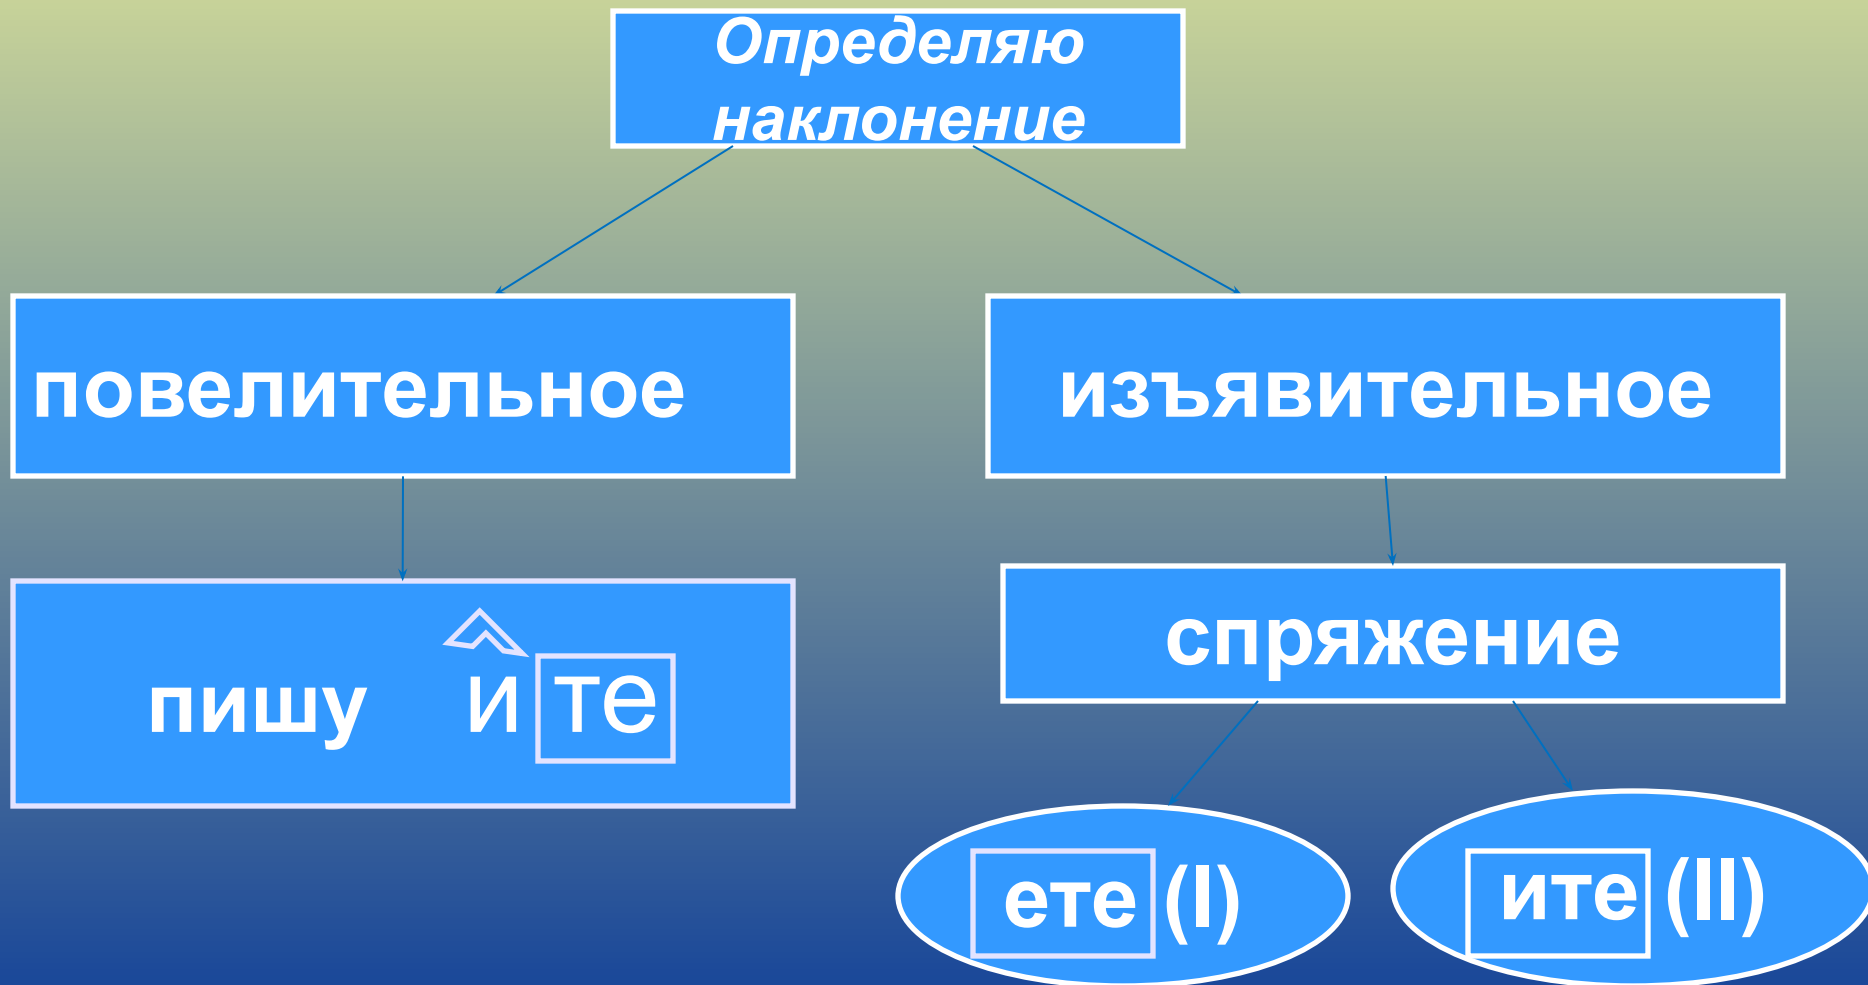 Определяю
наклонение
повелительное
изъявительное
пишу и те
спряжение
ете (I)
ите (II)